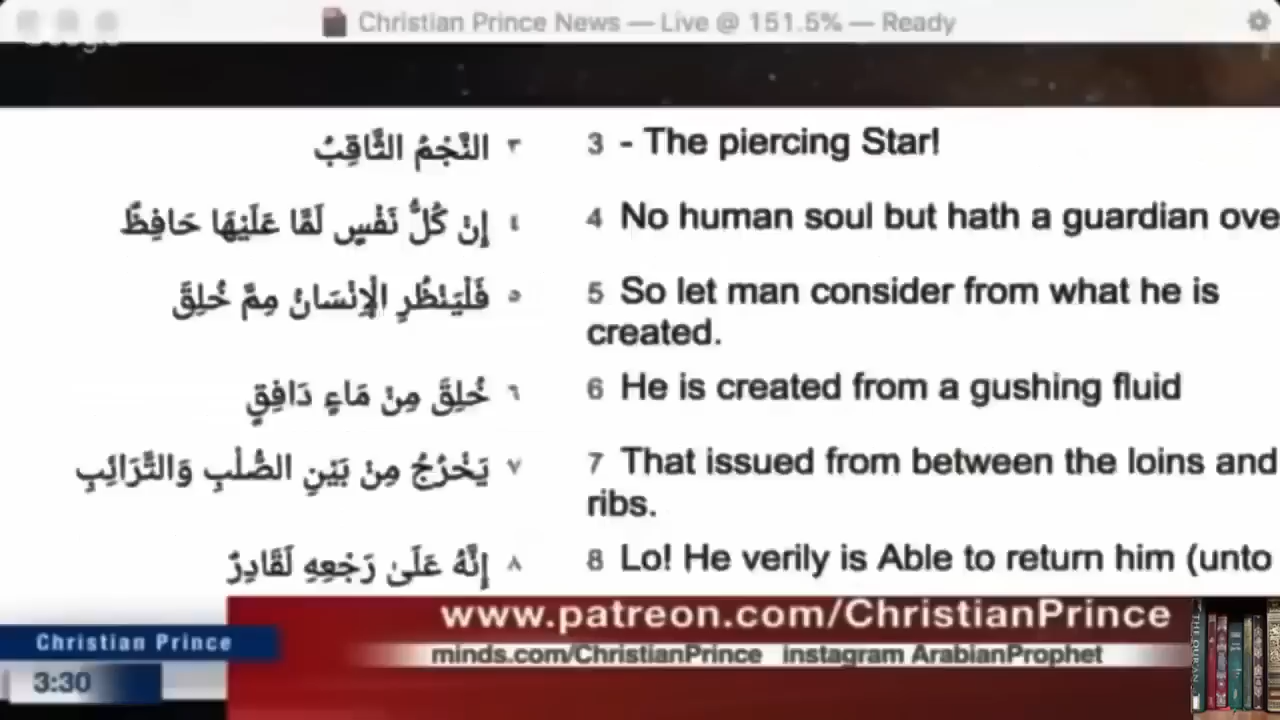 Christian Prince News — Live @ 151.5% — Ready
Google
النَّجْمُ الثَّاقِبُ ٣
3 - The piercing Star!
إِنْ كُلُّ نَفْسٍ لَمَّا عَلَيْهَا حَافِظٌ ٤
4 No human soul but hath a guardian ove
فَلْيَنْظُرِ الْإِنْسَانُ مِمَّ خُلِقَ ٥
5 So let man consider from what he is
created.
خُلِقَ مِنْ مَاءٍ دَافِقٍ ٦
6 He is created from a gushing fluid
يَخْرُجُ مِنْ بَيْنِ الصُّلْبِ وَالتَّرَائِبِ ٧
7 That issued from between the loins and
ribs.
إِنَّهُ عَلَىٰ رَجْعِهِ لَقَادِرٌ ٨
8 Lo! He verily is Able to return him (unto
www.patreon.com/ChristianPrince
Christian Prince
minds.com/ChristianPrince instagram ArabianProphet
3:30
THE QURAN